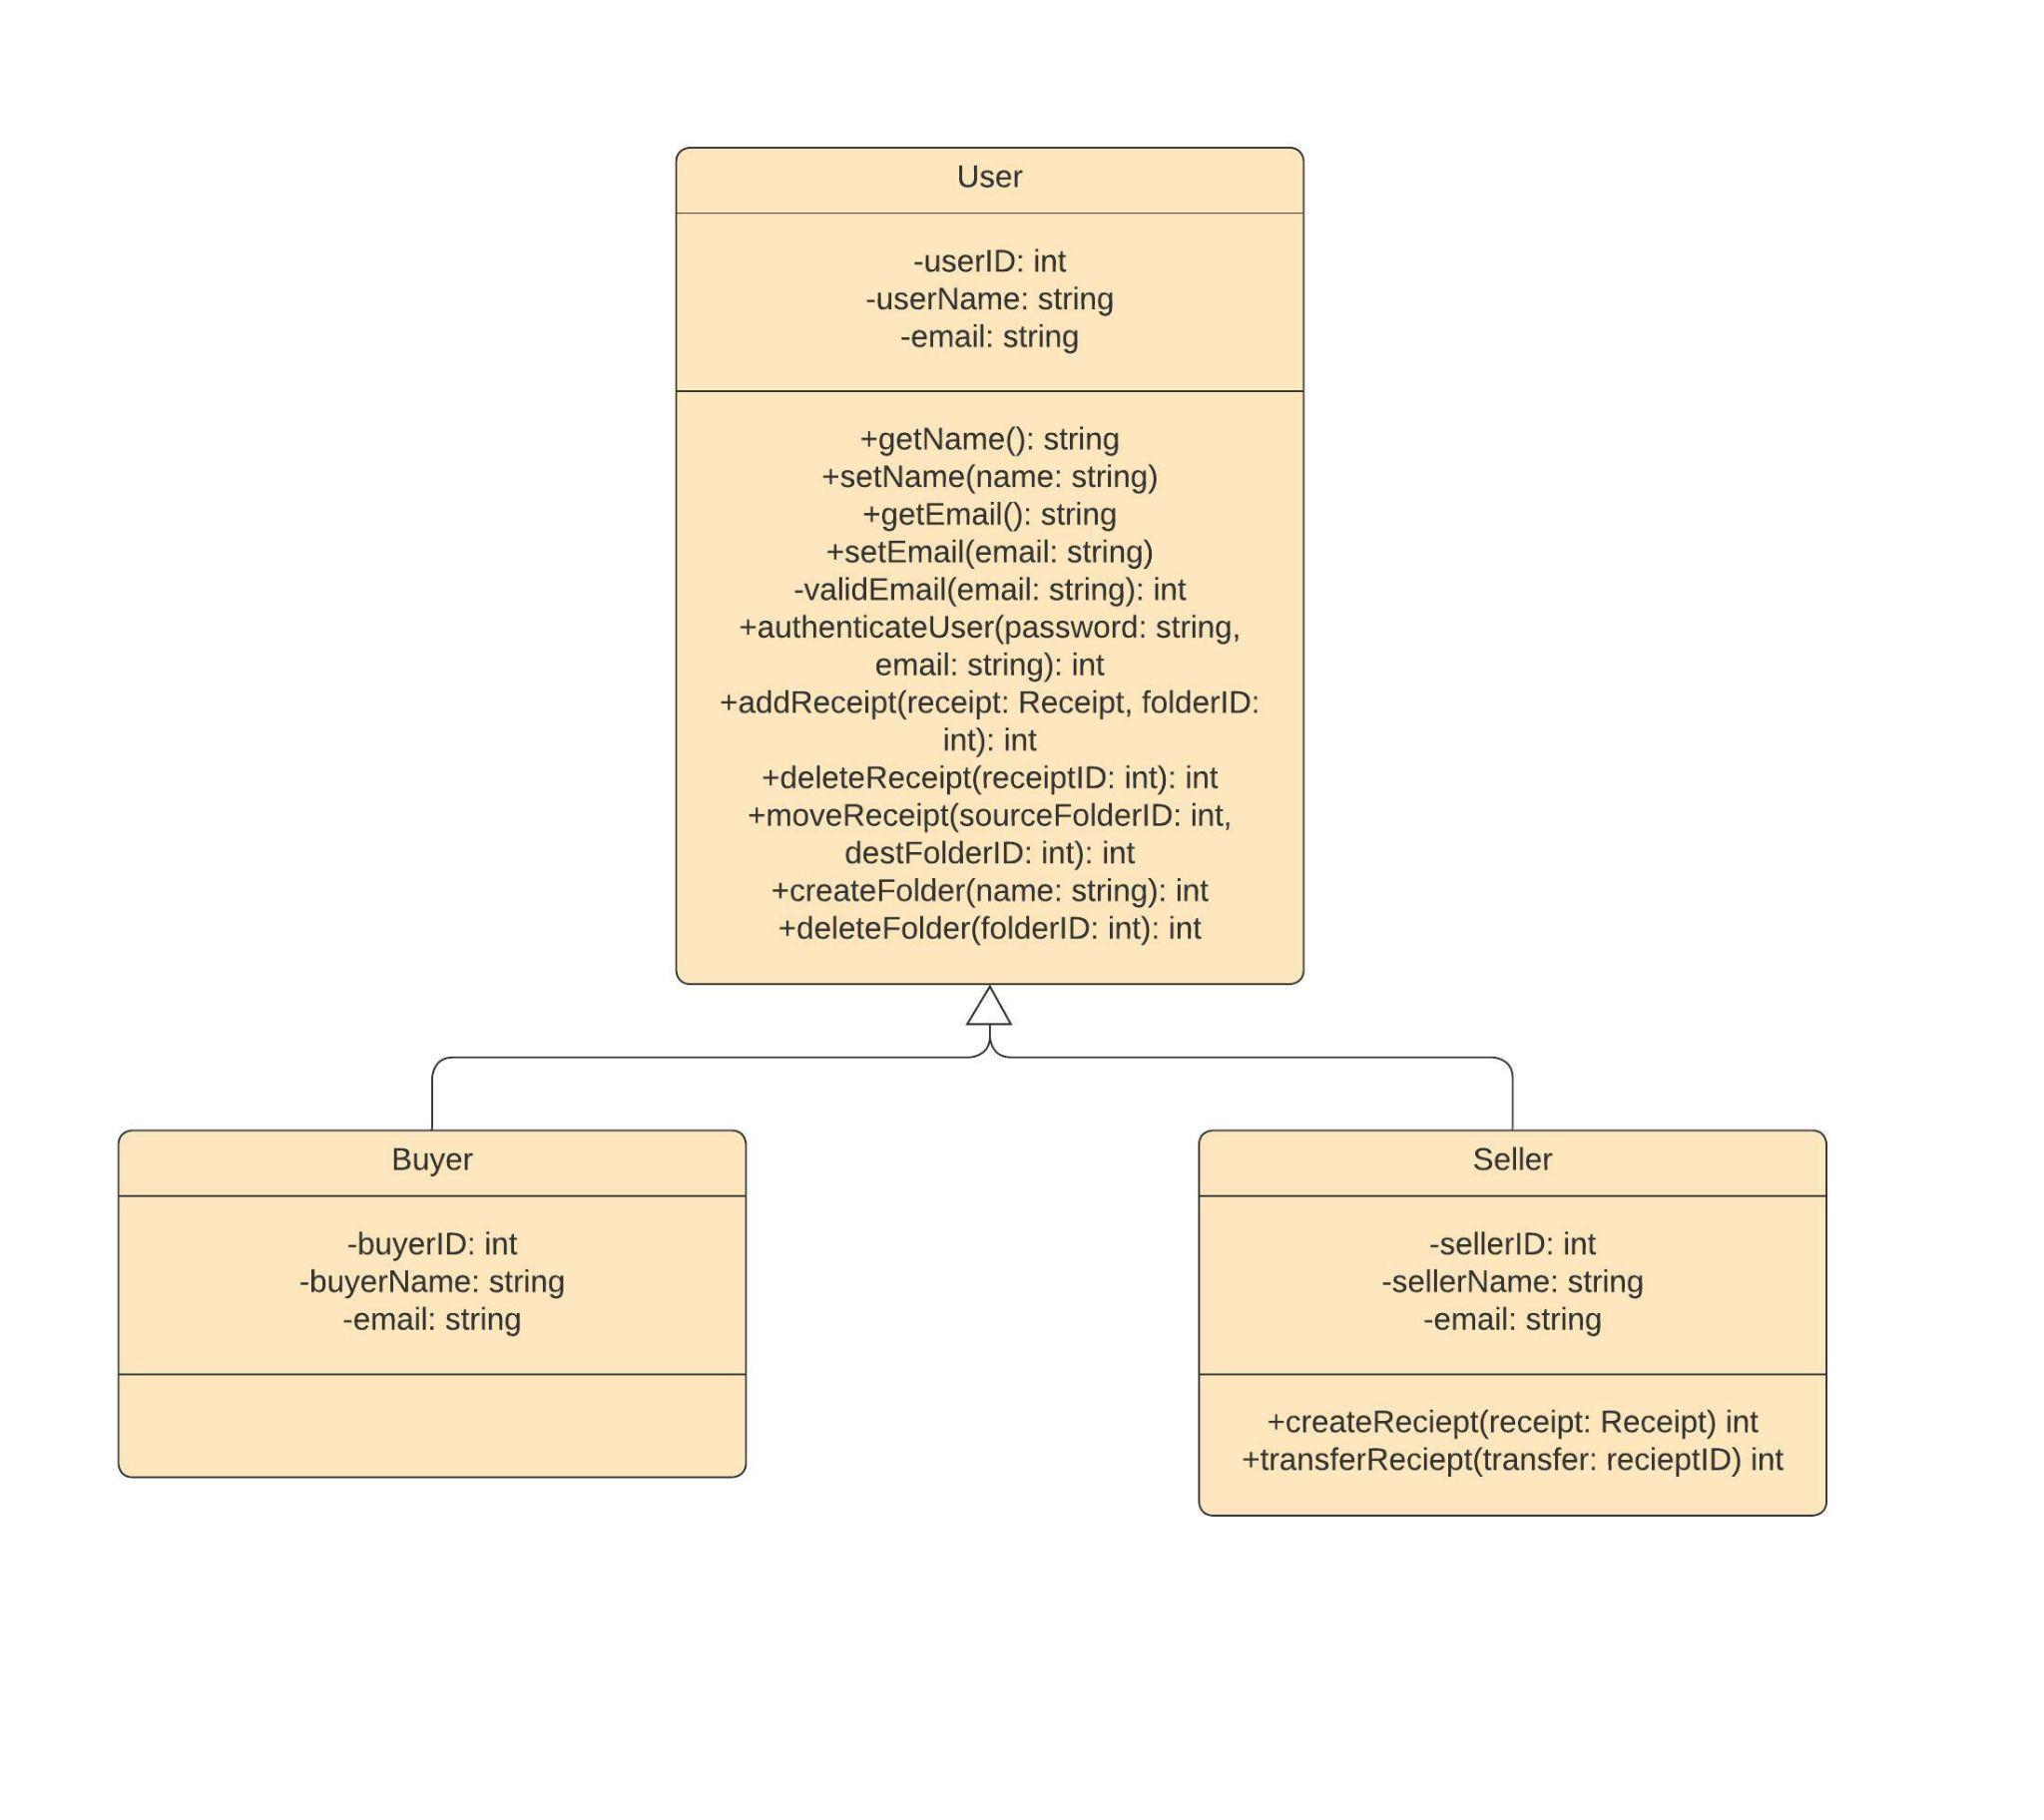 User
-userID: int
-userName: string
-email: string
+getName(): string
+setName(name: string)
+getEmail(): string
+setEmail(email: string)
-validEmail(email: string): int
+authenticateUser(password: string,
email: string): int
+addReceipt(receipt: Receipt, folderID:
int): int
+deleteReceipt(receiptID: int): int
+moveReceipt(sourceFolderID: int,
destFolderID: int): int
+createFolder(name: string): int
+deleteFolder(folderID: int): int
Buyer
-buyerID: int
-buyerName: string
-email: string
Seller
-sellerID: int
-sellerName: string
-email: string
+createReciept(receipt: Receipt) int
+transferReciept(transfer: recieptID) int